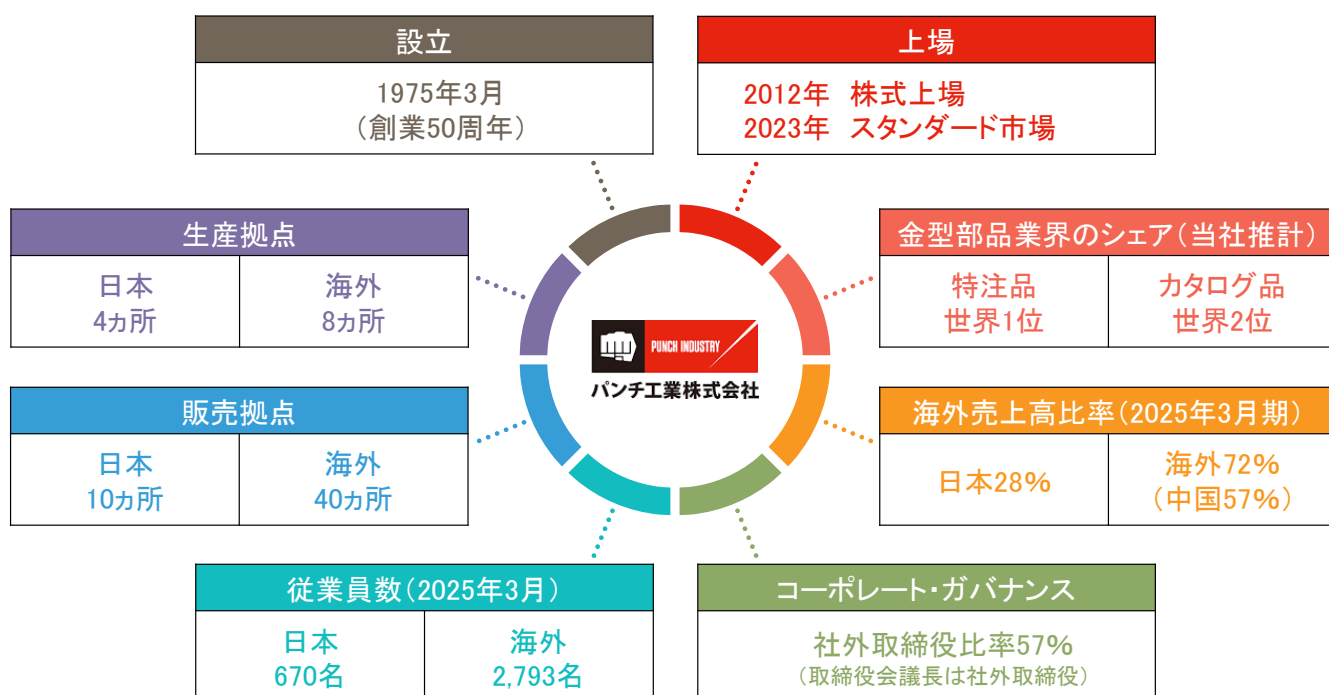 設立
1975年3月
（創業50周年）
上場
2012年 株式上場
2023年 スタンダード市場
生産拠点
日本
4カ所
海外
8カ所
金型部品業界のシェア（当社推計）
特注品
世界1位
カタログ品
世界2位
PUNCH INDUSTRY
パンチ工業株式会社
販売拠点
日本
10カ所
海外
40カ所
海外売上高比率（2025年3月期）
日本28%
海外72%
（中国57%）
従業員数（2025年3月）
日本
670名
海外
2,793名
コーポレート・ガバナンス
社外取締役比率57%
（取締役会議長は社外取締役）